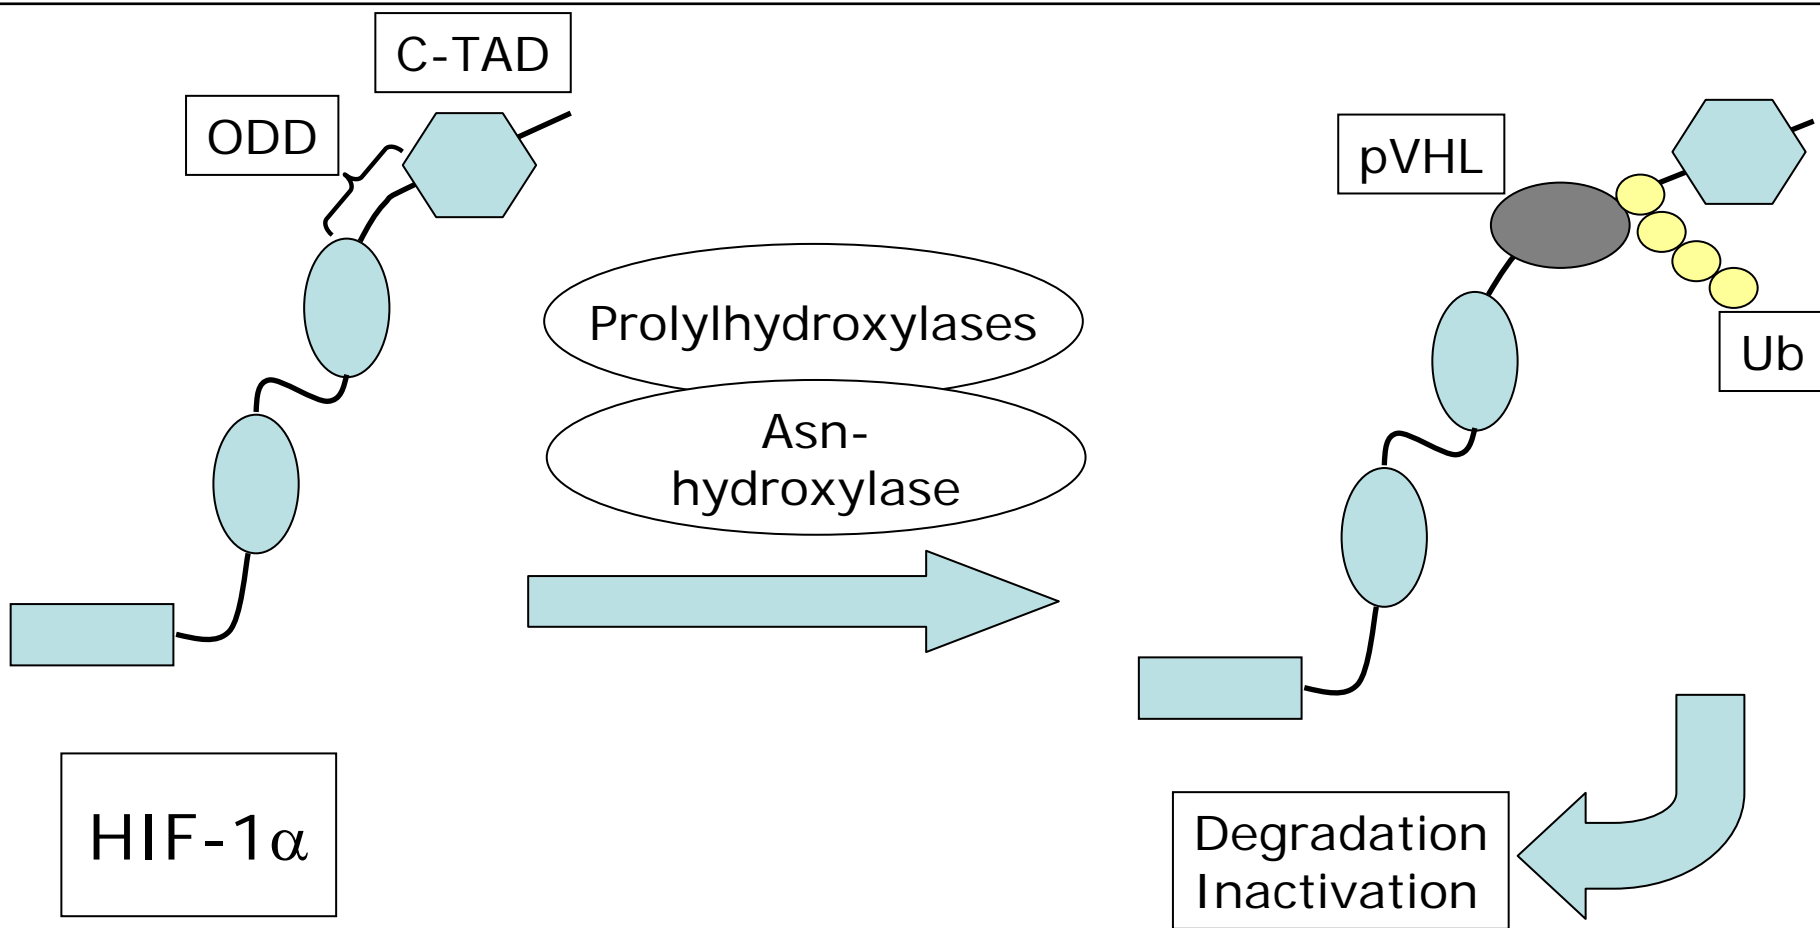 C-TAD
ODD
pVHL
Prolylhydroxylases
Ub
Asn-
hydroxylase
HIF-1α
Degradation
Inactivation